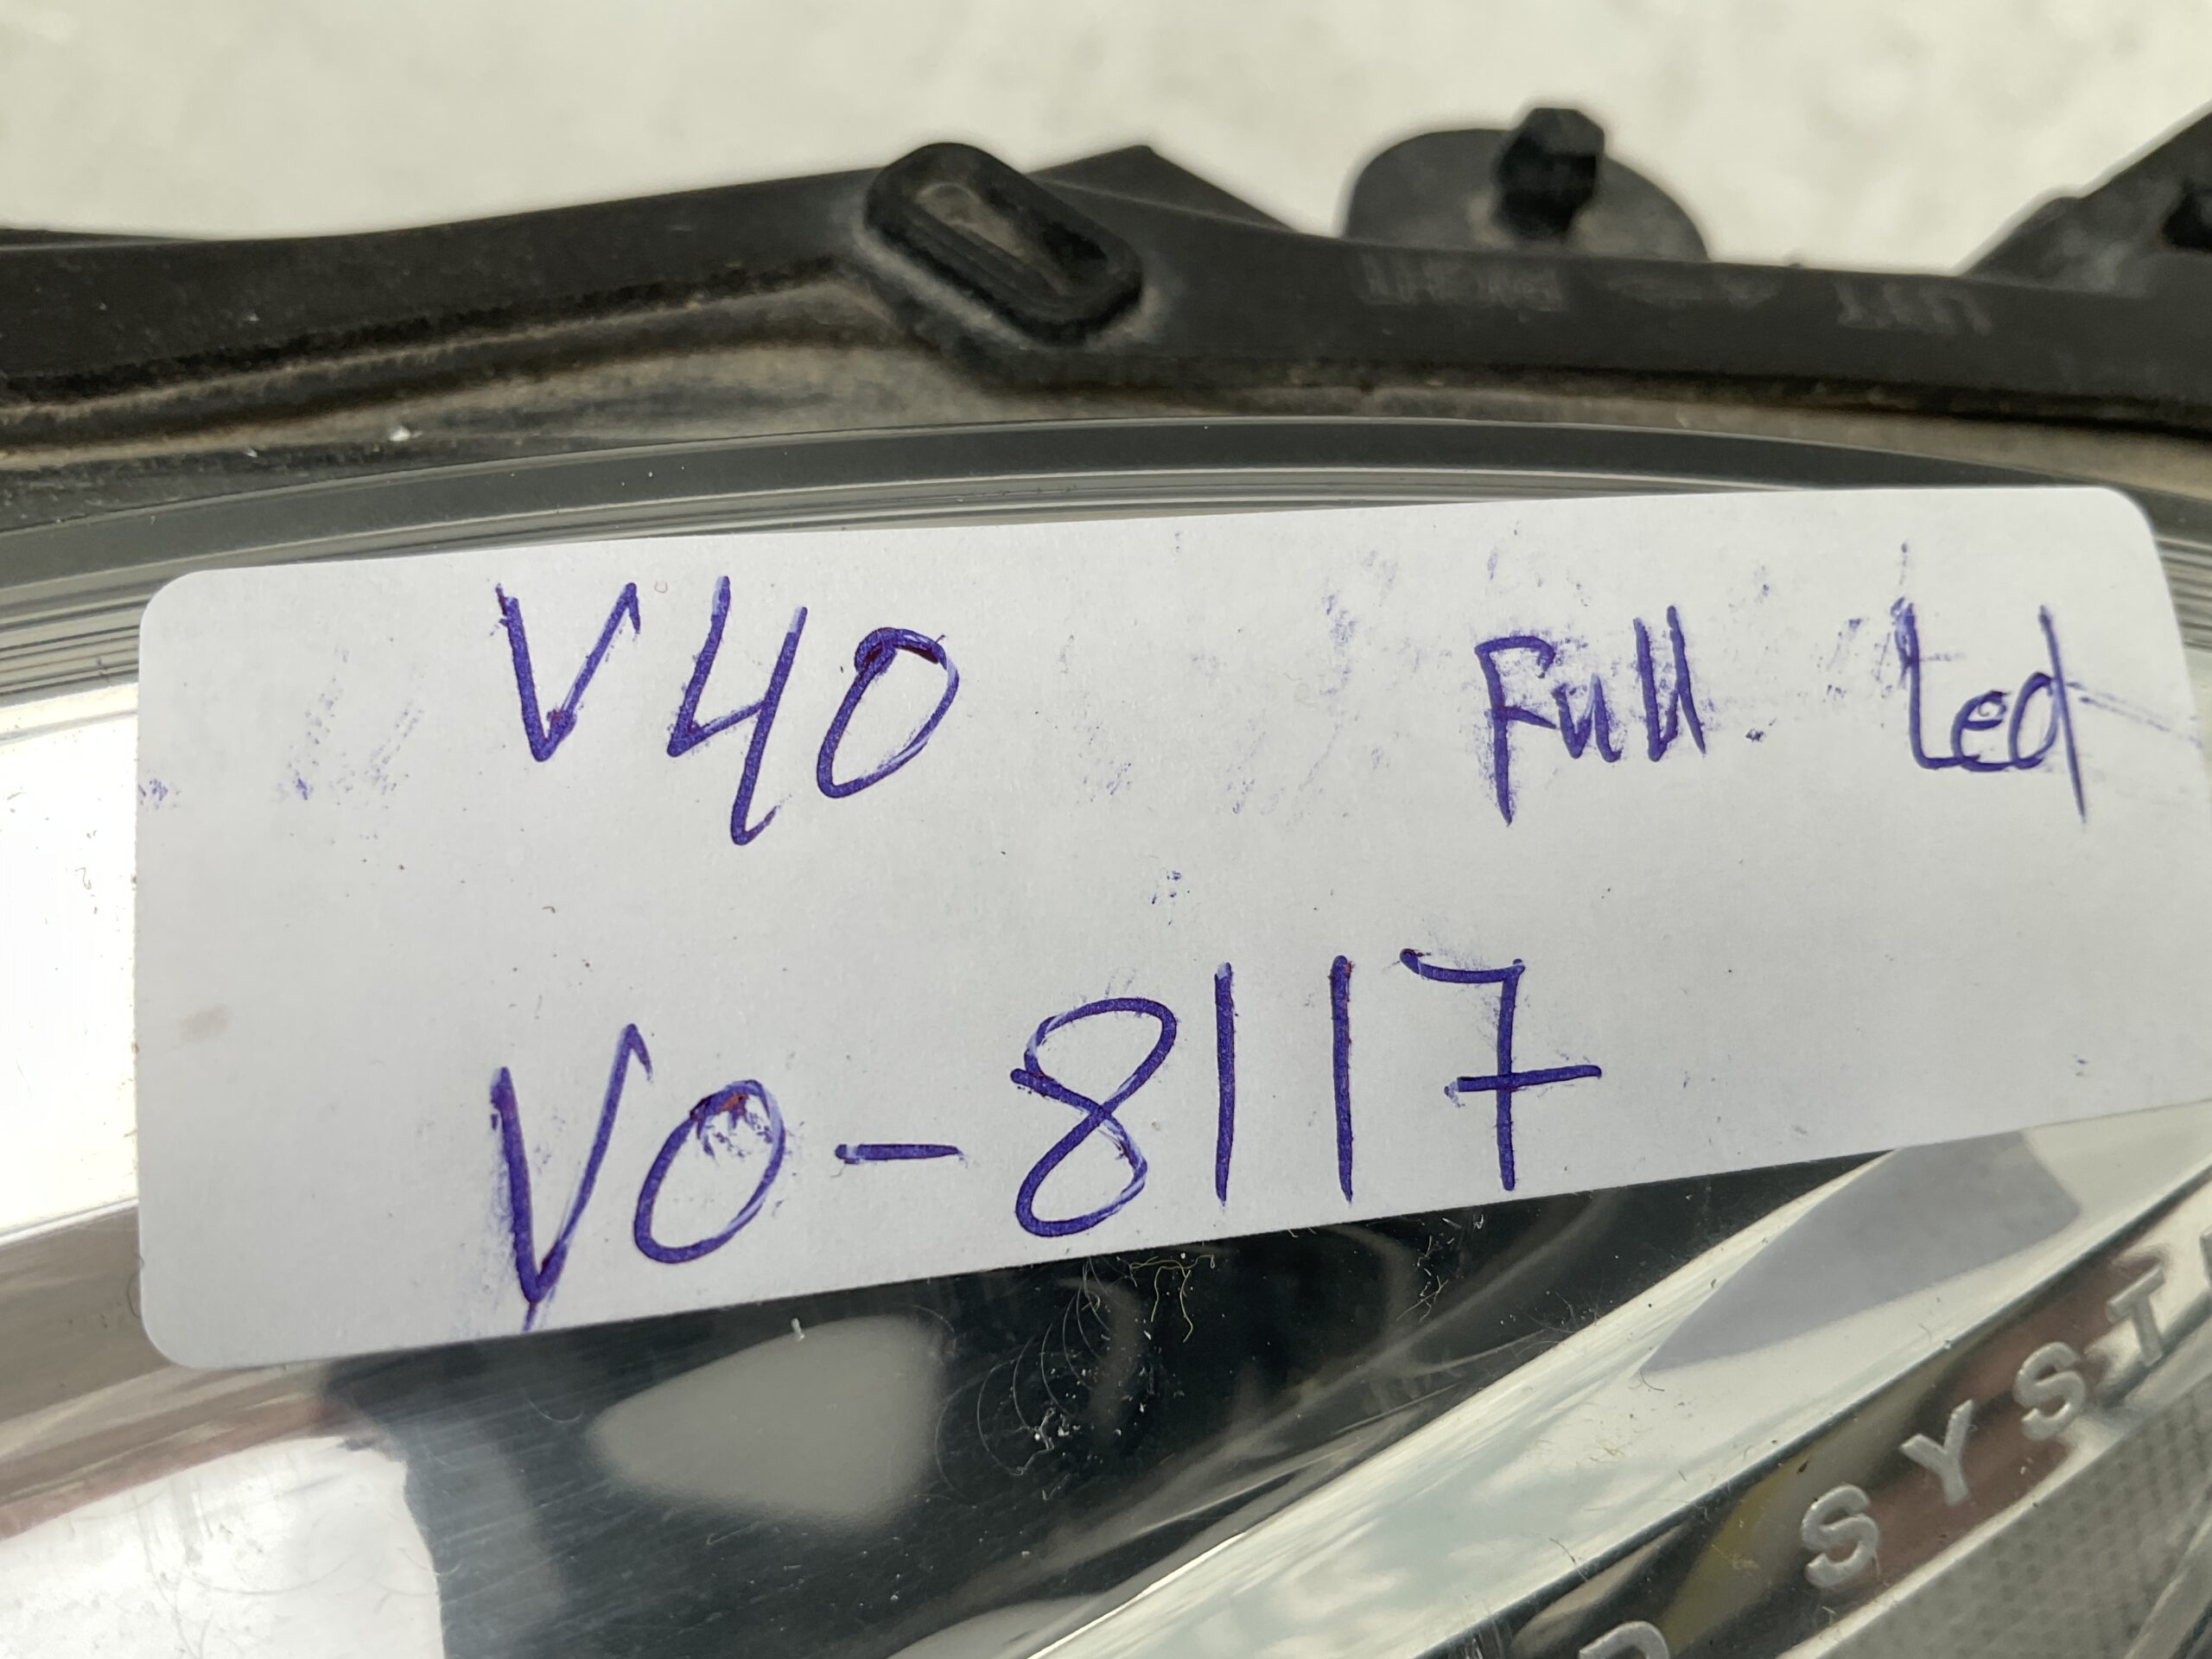 V40 Full Led
VO-8117
D SYST